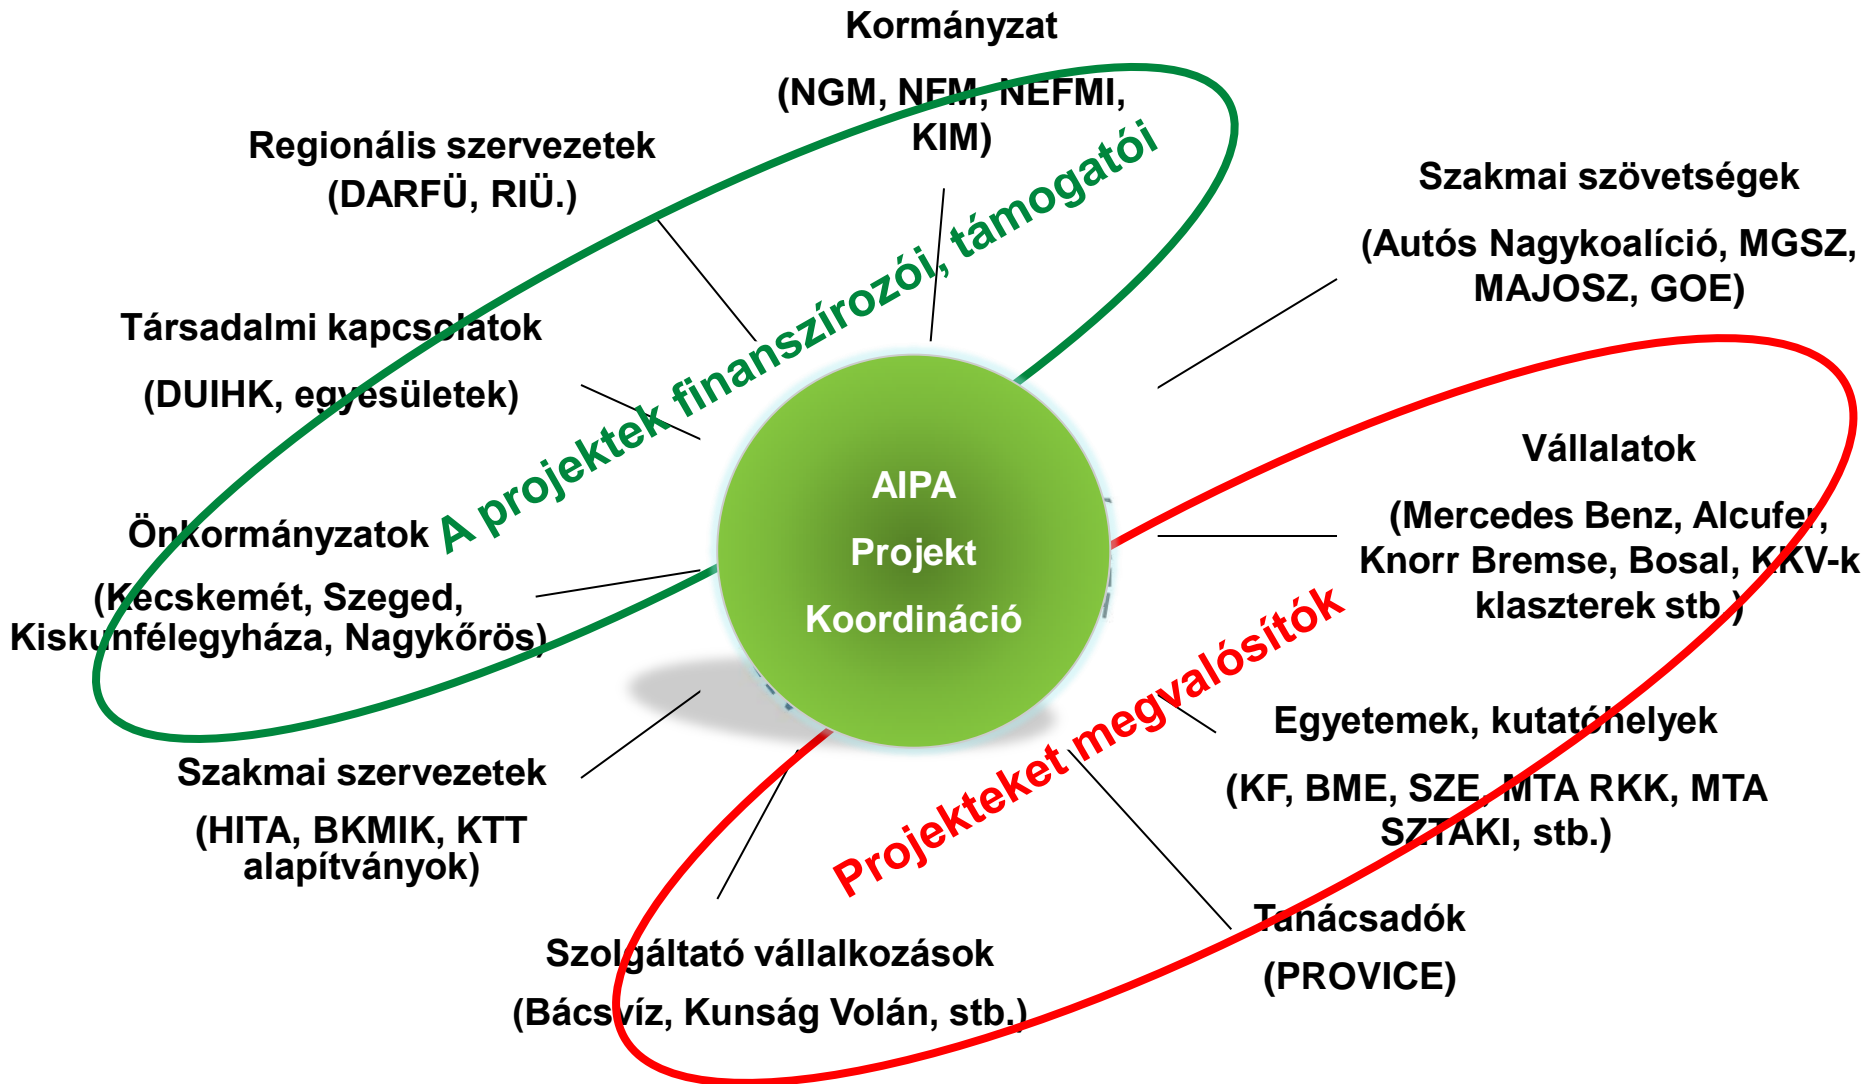 Kormányzat
(NGM, NFM, NEFMI,
KIM)
Regionális szervezetek
(DARFÜ, RIÜ.)
Szakmai szövetségek
(Autós Nagykoalíció, MGSZ,
MAJOSZ, GOE)
Társadalmi kapcsolatok
(DUIHK, egyesületek)
A projektek finanszírozói, támogatói
Vállalatok
(Mercedes Benz, Alcufer,
Knorr Bremse, Bosal, KKV-k
klaszterek stb.)
AIPA
Projekt
Koordináció
Önkormányzatok
(Kecskemét, Szeged,
Kiskunfélegyháza, Nagykőrös)
Projekteket megvalósítók
Egyetemek, kutatóhelyek
(KF, BME, SZE, MTA RKK, MTA
SZTAKI, stb.)
Szakmai szervezetek
(HITA, BKMIK, KTT
alapítványok)
Tanácsadók
(PROVICE)
Szolgáltató vállalkozások
(Bácsvíz, Kunság Volán, stb.)